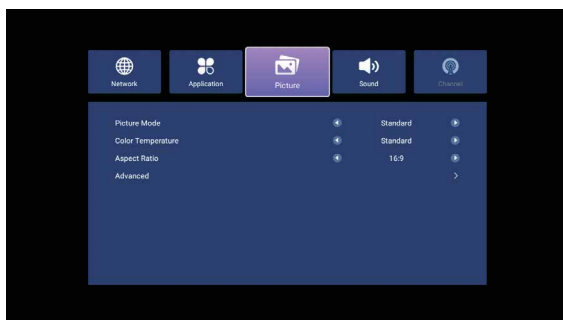 Network Application Picture Sound Channel
Picture Mode Standard
Color Temperature Standard
Aspect Ratio 16:9
Advanced